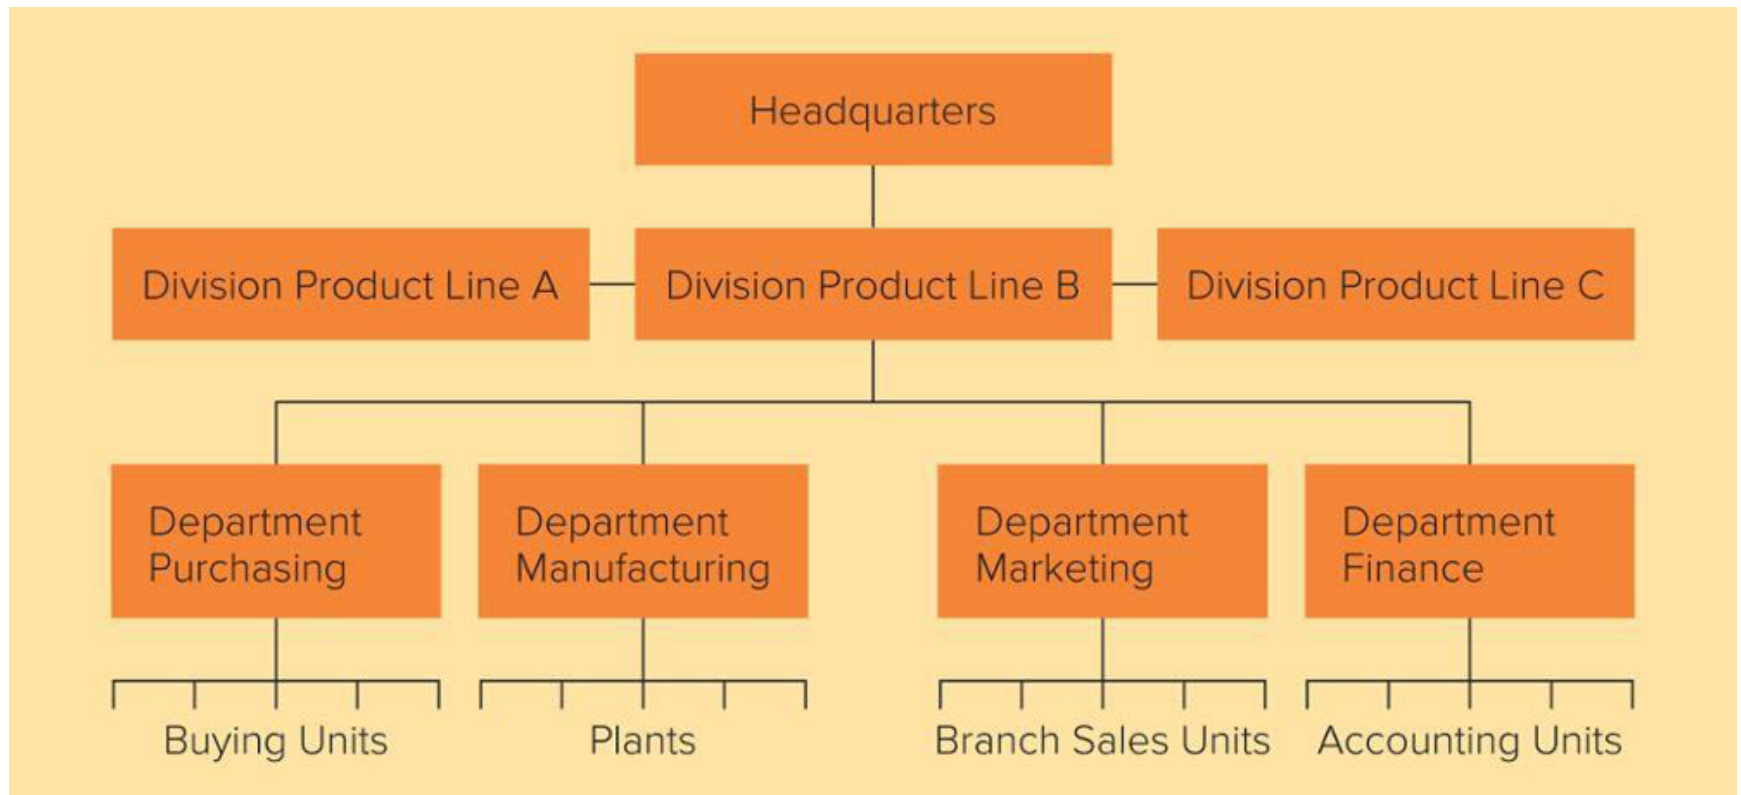 Headquarters
Division Product Line A
Division Product Line B
Division Product Line C
Department
Purchasing
Department
Manufacturing
Department
Marketing
Department
Finance
Buying Units
Plants
Branch Sales Units
Accounting Units